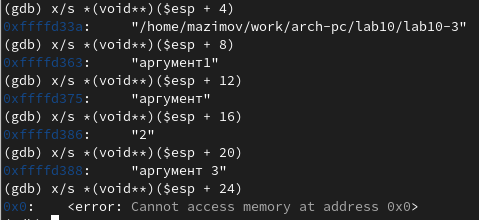 (gdb) x/s *(void**)($esp + 4)
0xffffd33a: "/home/mazimov/work/arch-pc/lab10/lab10-3"
(gdb) x/s *(void**)($esp + 8)
0xffffd363: "аргумент1"
(gdb) x/s *(void**)($esp + 12)
0xffffd375: "аргумент"
(gdb) x/s *(void**)($esp + 16)
0xffffd386: "2"
(gdb) x/s *(void**)($esp + 20)
0xffffd388: "аргумент 3"
(gdb) x/s *(void**)($esp + 24)
0x0: <error: Cannot access memory at address 0x0>